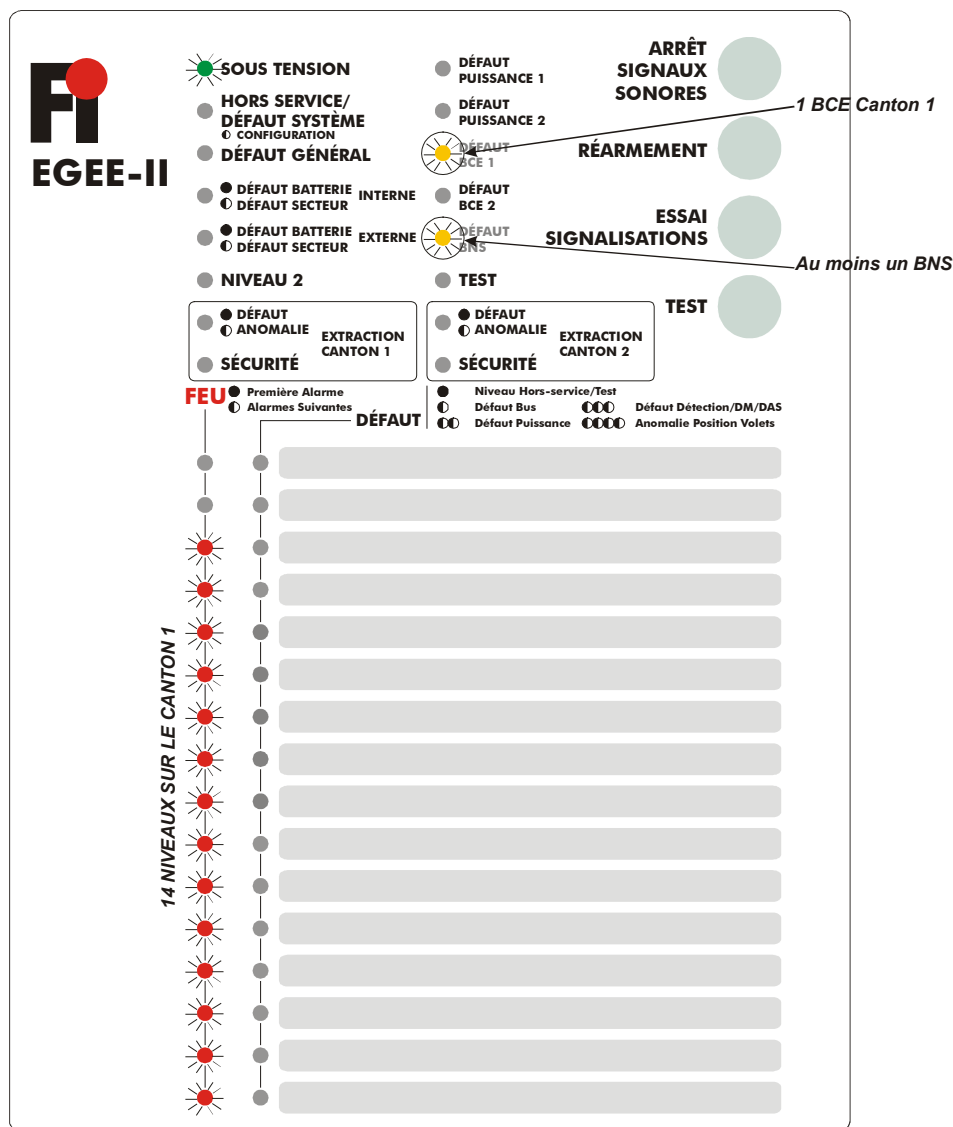 Fi
EGEE-II
SOUS TENSION
HORS SERVICE/
DÉFAUT SYSTÈME
CONFIGURATION
DÉFAUT GÉNÉRAL
DÉFAUT BATTERIE
DÉFAUT SECTEUR
INTERNE
DÉFAUT BATTERIE
DÉFAUT SECTEUR
EXTERNE
NIVEAU 2
DÉFAUT
PUISSANCE 1
DÉFAUT
PUISSANCE 2
DÉFAUT
BCE 1
DÉFAUT
BCE 2
DÉFAUT
BNS
TEST
ARRÊT
SIGNAUX
SONORES
RÉARMEMENT
ESSAI
SIGNALISATIONS
TEST
1 BCE Canton 1
Au moins un BNS
DÉFAUT
ANOMALIE
EXTRACTION
CANTON 1
SÉCURITÉ
DÉFAUT
ANOMALIE
EXTRACTION
CANTON 2
SÉCURITÉ
FEU
Première Alarme
Alarmes Suivantes
DÉFAUT
Niveau Hors-service/Test
Défaut Bus
Défaut Détection/DM/DAS
Défaut Puissance
Anomalie Position Volets
14 NIVEAUX SUR LE CANTON 1